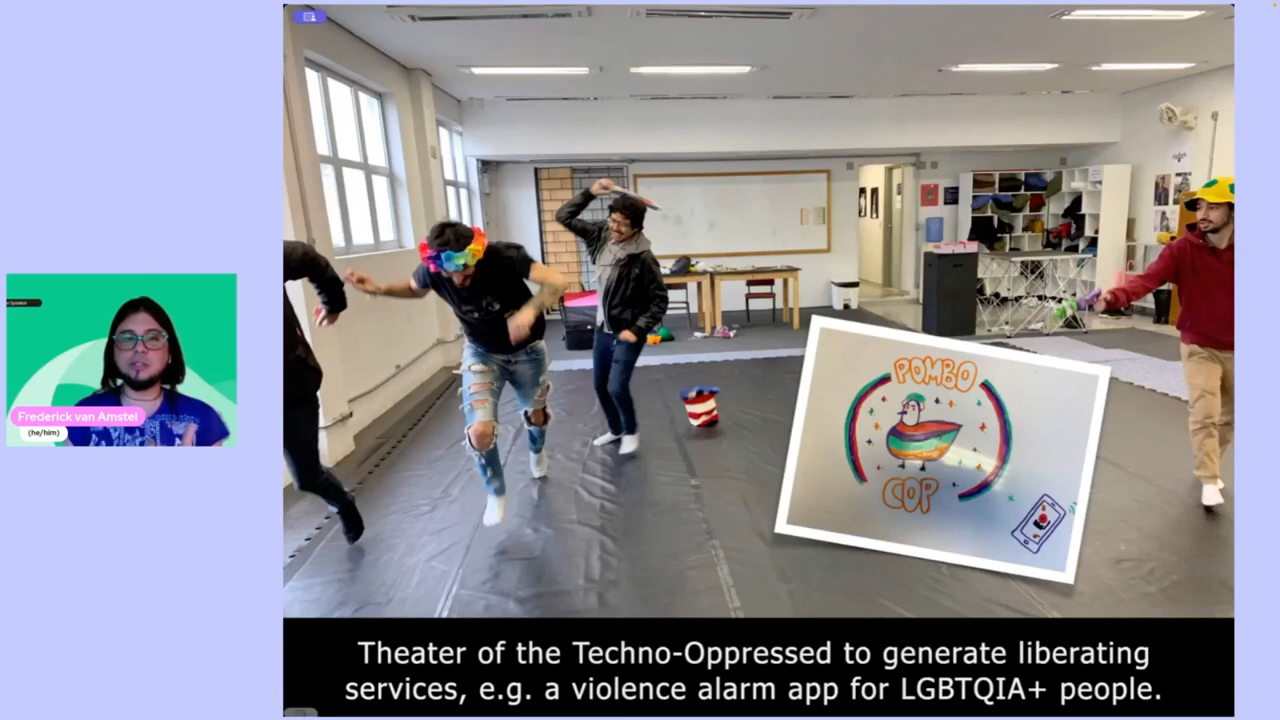 Frederick van Amstel
(he/him)
POMBO
COP
Theater of the Techno-Oppressed to generate liberating
services, e.g. a violence alarm app for LGBTQIA+ people.